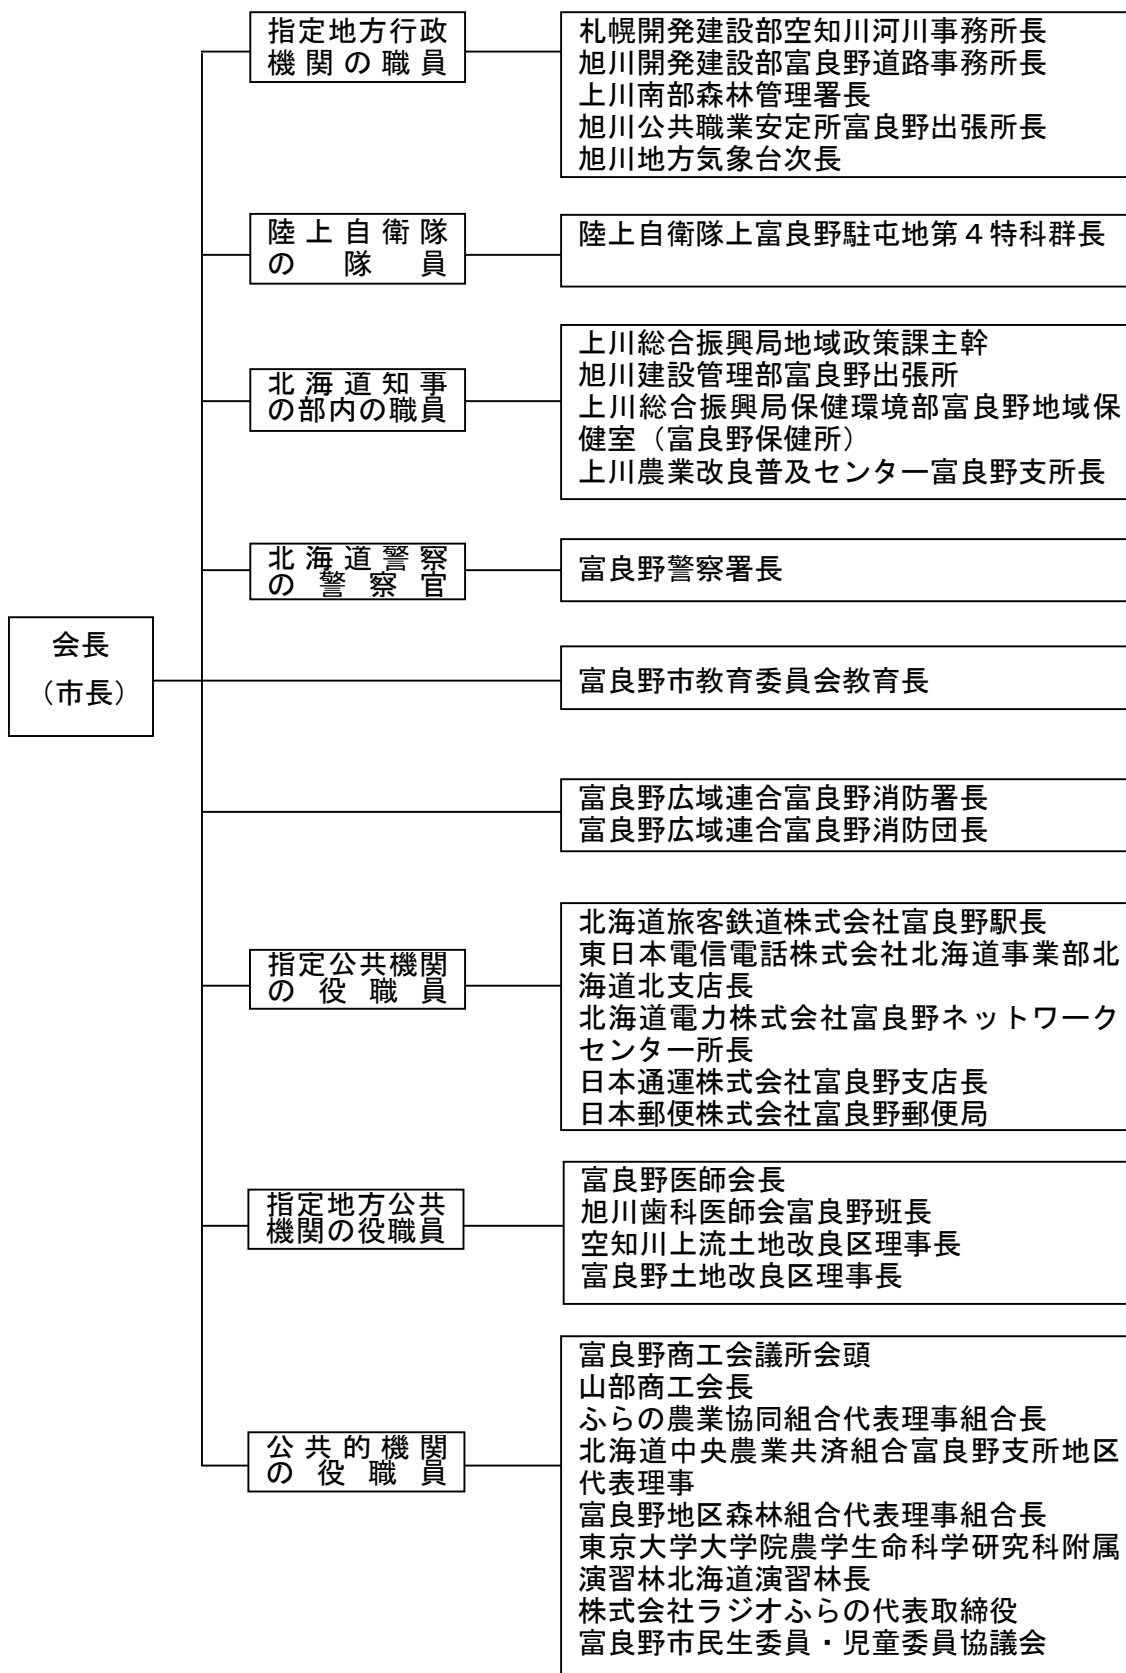 指定地方行政
機関の職員
札幌開発建設部空知川河川事務所長
旭川開発建設部富良野道路事務所長
上川南部森林管理署長
旭川公共職業安定所富良野出張所長
旭川地方気象台次長
陸上自衛隊
の隊員
陸上自衛隊上富良野駐屯地第４特科群長
北海道知事
の部内の職員
上川総合振興局地域政策課主幹
旭川建設管理部富良野出張所
上川総合振興局保健環境部富良野地域保
健室（富良野保健所）
上川農業改良普及センター富良野支所長
北海道警察
の警察官
富良野警察署長
会長
（市長）
富良野市教育委員会教育長
富良野広域連合富良野消防署長
富良野広域連合富良野消防団長
指定公共機関
の役職員
北海道旅客鉄道株式会社富良野駅長
東日本電信電話株式会社北海道事業部北
海道北支店長
北海道電力株式会社富良野ネットワーク
センター所長
日本通運株式会社富良野支店長
日本郵便株式会社富良野郵便局
指定地方公共
機関の役職員
富良野医師会長
旭川歯科医師会富良野班長
空知川上流土地改良区理事長
富良野土地改良区理事長
公共的機関
の役職員
富良野商工会議所会頭
山部商工会長
ふらの農業協同組合代表理事組合長
北海道中央農業共済組合富良野支所地区
代表理事
富良野地区森林組合代表理事組合長
東京大学大学院農学生命科学研究科附属
演習林北海道演習林長
株式会社ラジオふらの代表取締役
富良野市民生委員・児童委員協議会